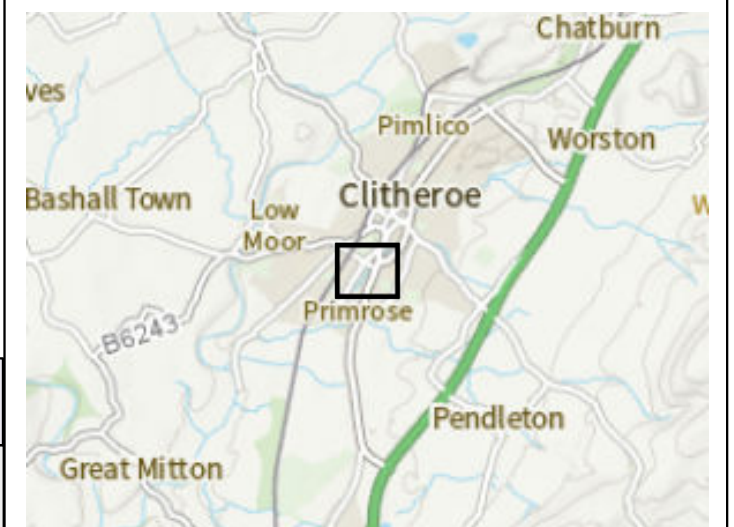 Chatburn
ves
Pimlico
Worston
Bashall Town
Clitheroe
W
Low
Moor
Primrose
B6243
Pendleton
Great Mitton